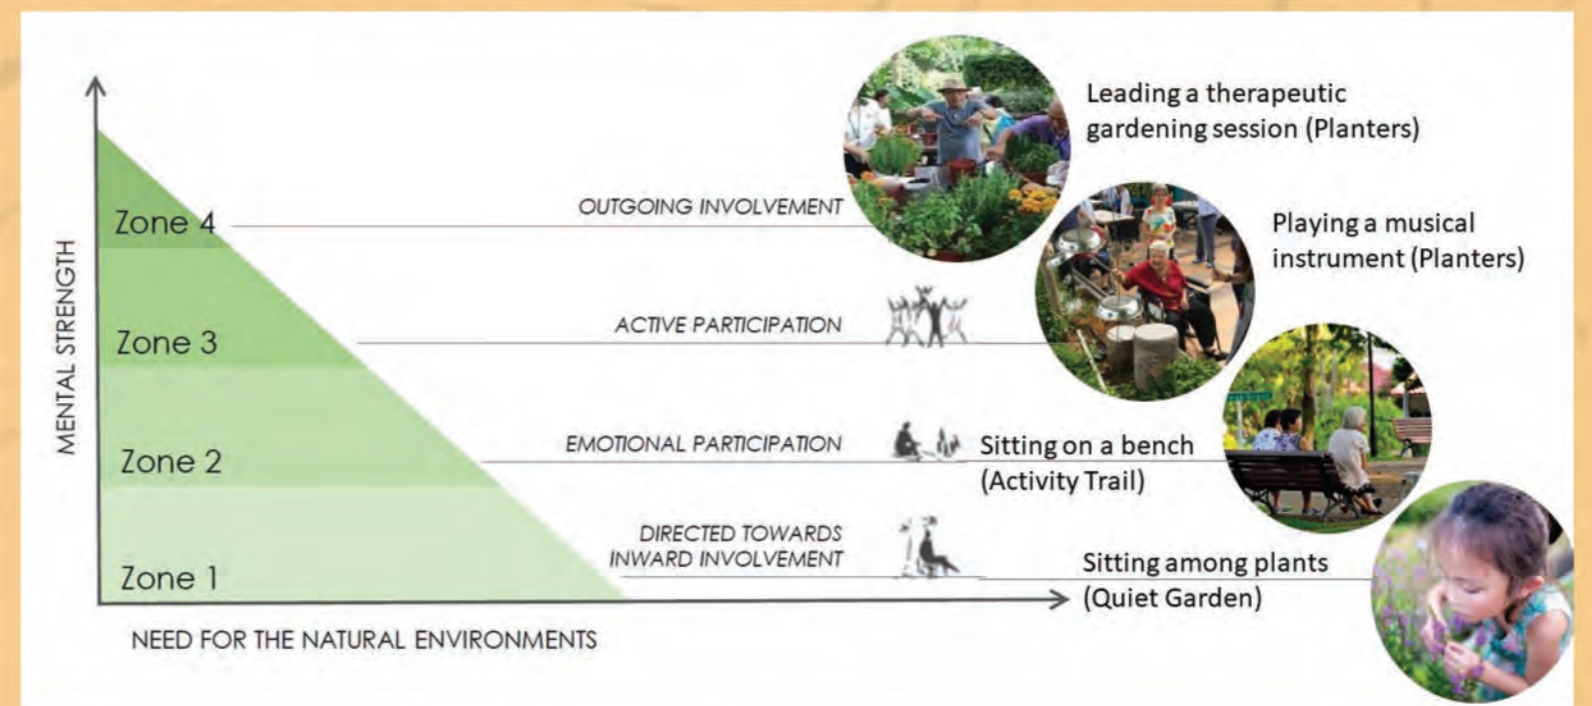 Leading a therapeutic
gardening session (Planters)
OUTGOING INVOLVEMENT
Zone 4
Playing a musical
instrument (Planters)
ACTIVE PARTICIPATION
Zone 3
MENTAL STRENGTH
EMOTIONAL PARTICIPATION
Sitting on a bench
(Activity Trail)
Zone 2
DIRECTED TOWARDS
INWARD INVOLVEMENT
Sitting among plants
(Quiet Garden)
Zone 1
NEED FOR THE NATURAL ENVIRONMENTS